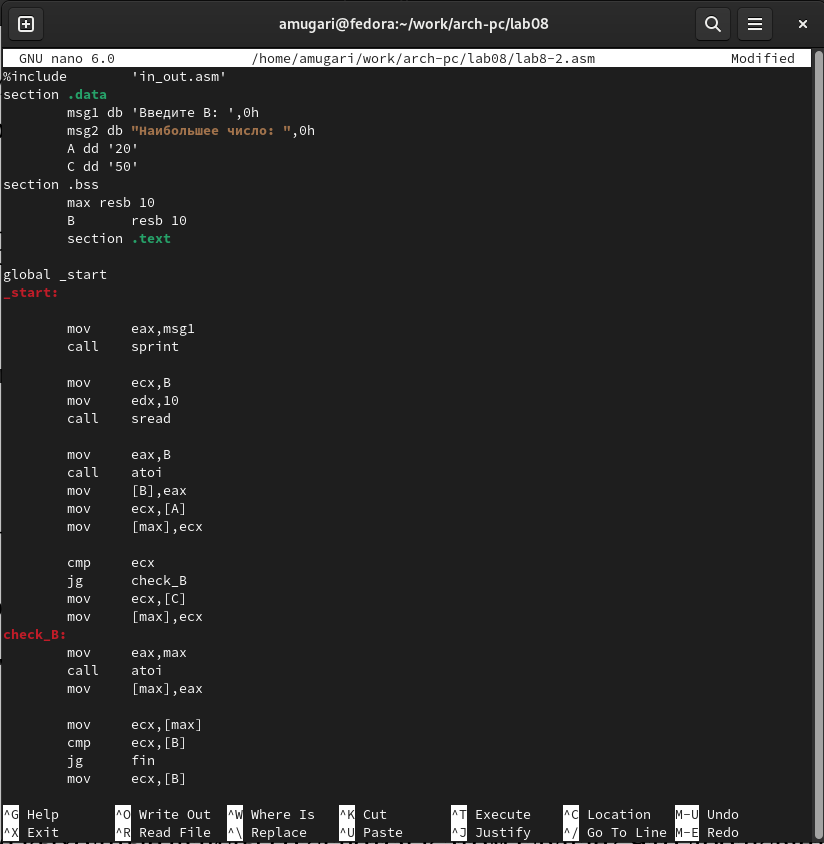 amugari@fedora:~/work/arch-pc/lab08
GNU nano 6.0 /home/amugari/work/arch-pc/lab08/lab8-2.asm Modified
%include 'in_out.asm'
section .data
msg1 db 'Введите B: ',0h
msg2 db "Наибольшее число: ",0h
A dd '20'
C dd '50'
section .bss
max resb 10
B resb 10
section .text
global _start
_start:
mov eax,msg1
call sprint
mov ecx,B
mov edx,10
call sread
mov eax,B
call atoi
mov [B],eax
mov ecx,[A]
mov [max],ecx
cmp ecx
jg check_B
mov ecx,[C]
mov [max],ecx
check_B:
mov eax,max
call atoi
mov [max],eax
mov ecx,[max]
cmp ecx,[B]
jg fin
mov ecx,[B]
^G Help ^O Write Out ^W Where Is ^K Cut ^T Execute ^C Location M-U Undo
^X Exit ^R Read File ^\ Replace ^U Paste ^J Justify ^/ Go To Line M-E Redo